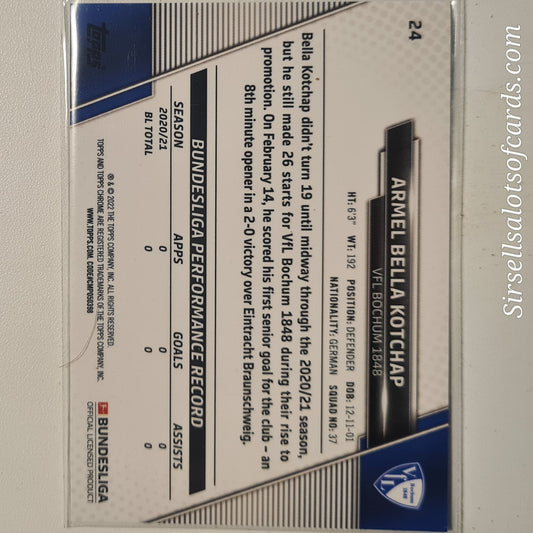 24
ARMEL BELLA KOTCHAP
VFL BOCHUM 1848
HT: 6'3" WT: 192 POSITION: DEFENDER DOB: 12-11-01
NATIONALITY: GERMAN SQUAD NO: 37
VfL
Bochum
1848
Bella Kotchap didn't turn 19 until midway through the 2020/21 season,
but he still made 26 starts for VfL Bochum 1848 during their rise to
promotion. On February 14, he scored his first senior goal for the club – an
8th minute opener in a 2-0 victory over Eintracht Braunschweig.
BUNDESLIGA PERFORMANCE RECORD
SEASON APPS GOALS ASSISTS
2020/21 0 0 0
BL TOTAL 0 0 0
Topps
® & © 2022 THE TOPPS COMPANY, INC. ALL RIGHTS RESERVED.
TOPPS AND TOPPS CHROME ARE REGISTERED TRADEMARKS OF THE TOPPS COMPANY, INC.
WWW.TOPPS.COM. CODE#CMP050398
BUNDESLIGA
OFFICIAL LICENSED PRODUCT
Sirsellsalotsofcards.com